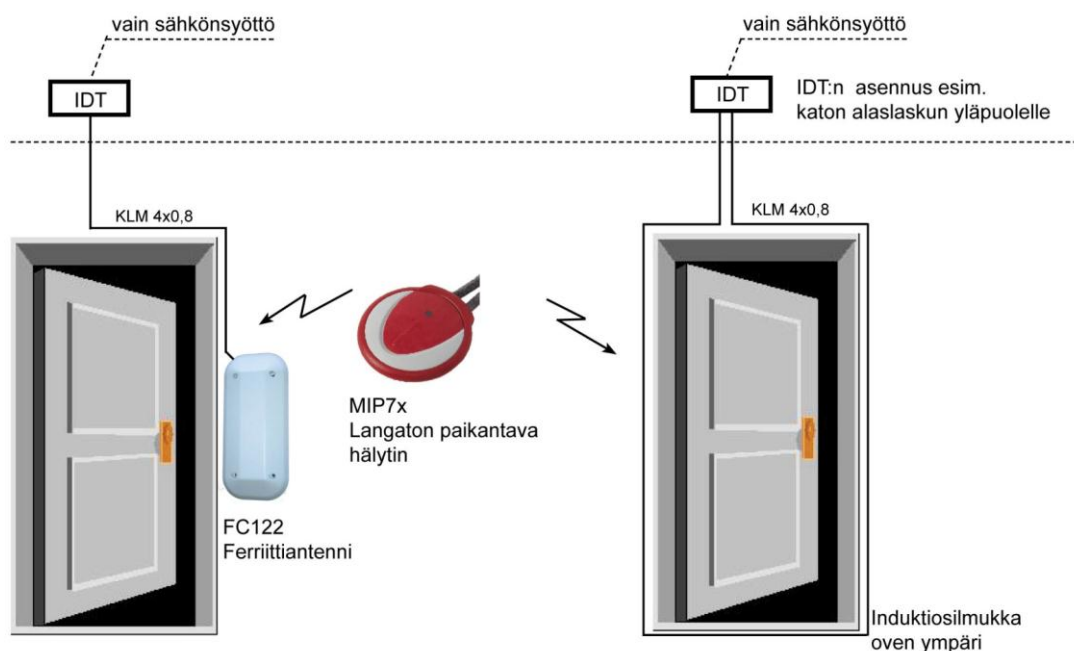 vain sähkönsyöttö
vain sähkönsyöttö
IDT
IDT
IDT:n asennus esim.
katon alaslaskun yläpuolelle
KLM 4x0,8
KLM 4x0,8
MIP7x
Langaton paikantava
hälytin
FC122
Ferriittiantenni
Induktiosilmukka
oven ympäri